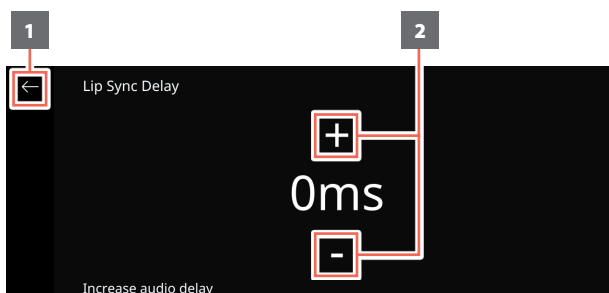 1 2
← Lip Sync Delay
+
0ms
-
Increase audio delay